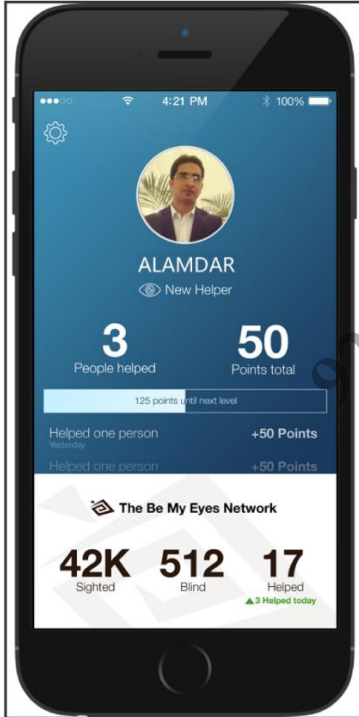 4:21 PM 100%
ALAMDAR
New Helper
3 50
People helped Points total
125 points until next level
Helped one person +50 Points
Yesterday
Helped one person +50 Points
The Be My Eyes Network
42K 512 17
Sighted Blind Helped
▲3 Helped today